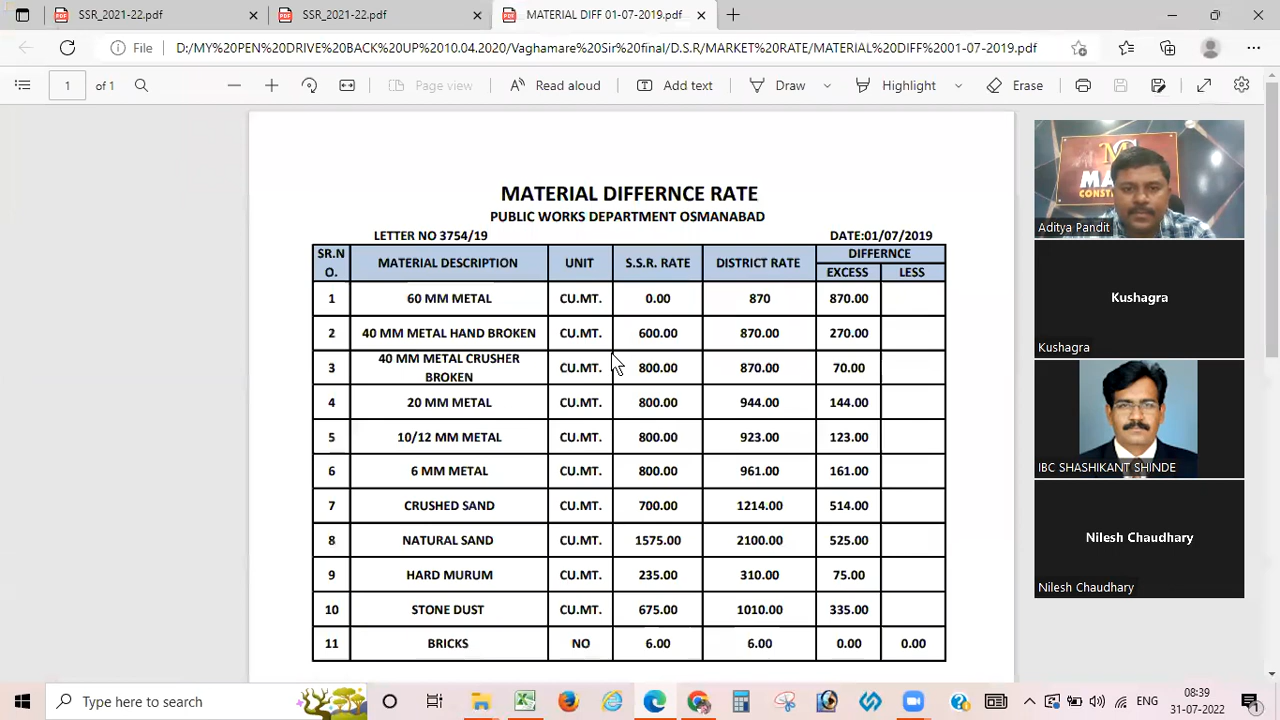 SSR_2021-22.pdf SSR_2021-22.pdf MATERIAL DIFF 01-07-2019.pdf
File D:/MY%20PEN%20DRIVE%20BACK%20UP%2010.04.2020/Vaghamare%20Sir%20final/D.S.R/MARKET%20RATE/MATERIAL%20DIFF%2001-07-2019.pdf
1 of 1 Page view Read aloud Add text Draw Highlight Erase
MATERIAL DIFFERNCE RATE
PUBLIC WORKS DEPARTMENT OSMANABAD
LETTER NO 3754/19 DATE:01/07/2019
SR.N O. MATERIAL DESCRIPTION UNIT S.S.R. RATE DISTRICT RATE DIFFERNCE
EXCESS LESS
1 60 MM METAL CU.MT. 0.00 870 870.00
2 40 MM METAL HAND BROKEN CU.MT. 600.00 870.00 270.00
3 40 MM METAL CRUSHER BROKEN CU.MT. 800.00 870.00 70.00
4 20 MM METAL CU.MT. 800.00 944.00 144.00
5 10/12 MM METAL CU.MT. 800.00 923.00 123.00
6 6 MM METAL CU.MT. 800.00 961.00 161.00
7 CRUSHED SAND CU.MT. 700.00 1214.00 514.00
8 NATURAL SAND CU.MT. 1575.00 2100.00 525.00
9 HARD MURUM CU.MT. 235.00 310.00 75.00
10 STONE DUST CU.MT. 675.00 1010.00 335.00
11 BRICKS NO 6.00 6.00 0.00 0.00
Aditya Pandit
Kushagra
Kushagra
IBC SHASHIKANT SHINDE
Nilesh Chaudhary
Nilesh Chaudhary
Type here to search
ENG
08:39
31-07-2022